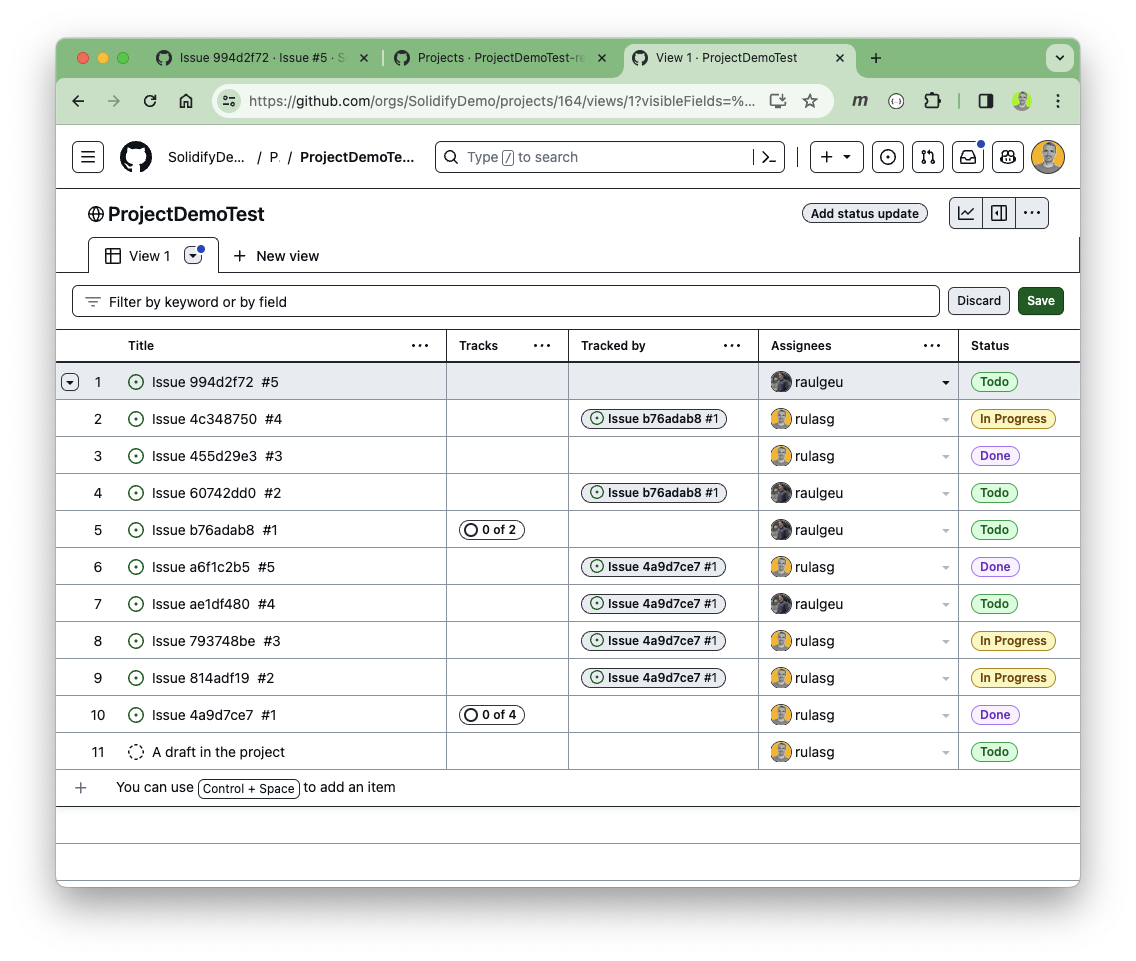 Issue 994d2f72 · Issue #5 · S
Projects · ProjectDemoTest-re
View 1 · ProjectDemoTest
https://github.com/orgs/SolidifyDemo/projects/164/views/1?visibleFields=%...
SolidifyDe... / P. / ProjectDemoTe...
Type / to search
ProjectDemoTest
Add status update
View 1
New view
Filter by keyword or by field
Discard
Save
Title Tracks Tracked by Assignees Status
1 Issue 994d2f72 #5 raulgeu Todo
2 Issue 4c348750 #4 Issue b76adab8 #1 rulasg In Progress
3 Issue 455d29e3 #3 rulasg Done
4 Issue 60742dd0 #2 Issue b76adab8 #1 raulgeu Todo
5 Issue b76adab8 #1 0 of 2 raulgeu Todo
6 Issue a6f1c2b5 #5 Issue 4a9d7ce7 #1 rulasg Done
7 Issue ae1df480 #4 Issue 4a9d7ce7 #1 raulgeu Todo
8 Issue 793748be #3 Issue 4a9d7ce7 #1 rulasg In Progress
9 Issue 814adf19 #2 Issue 4a9d7ce7 #1 rulasg In Progress
10 Issue 4a9d7ce7 #1 0 of 4 rulasg Done
11 A draft in the project rulasg Todo
You can use Control + Space to add an item